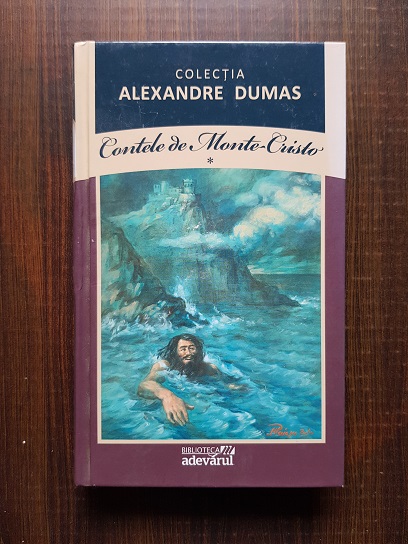 COLECȚIA
ALEXANDRE DUMAS
Contele de Monte-Cristo
*
BIBLIOTECA
adevărul